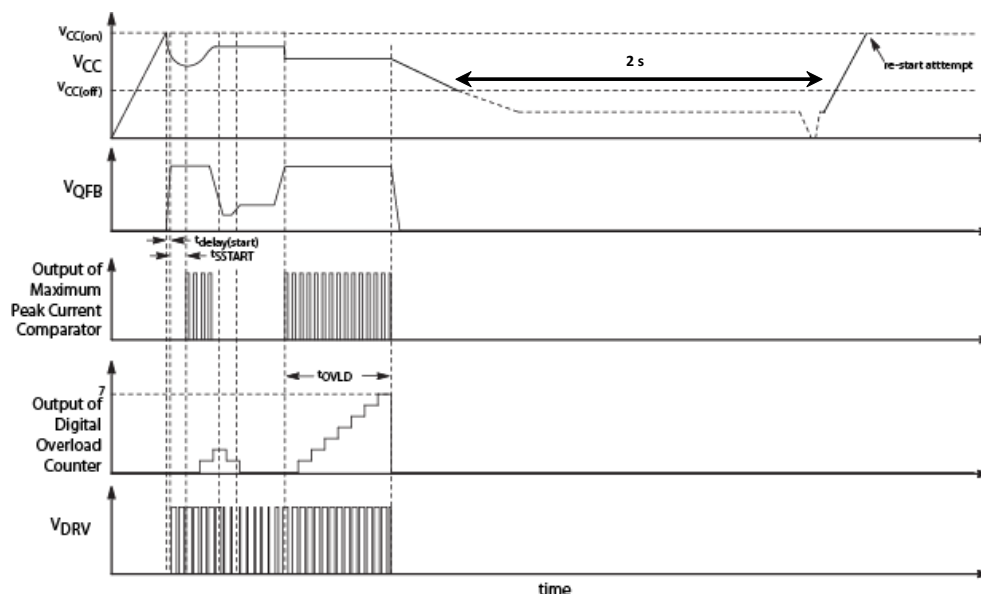 VCC(on)
VCC
VCC(off)
2 s
re-start atttempt
VQFB
tdelay(start)
tSSTART
Output of
Maximum
Peak Current
Comparator
7
tOVLD
Output of
Digital
Overload
Counter
VDRV
time